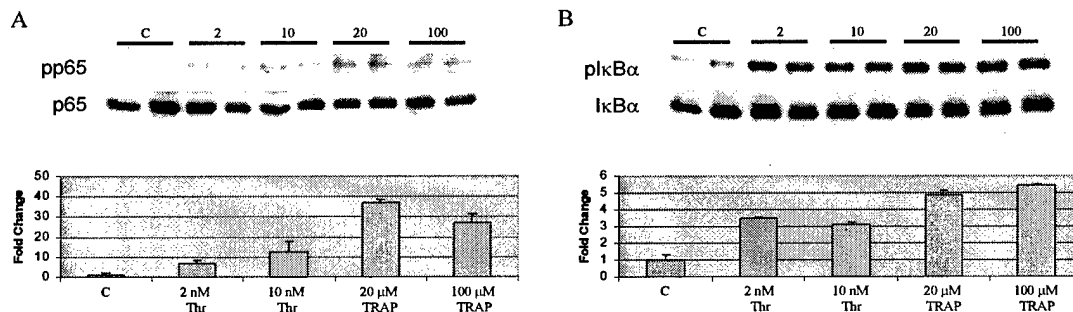 A
C 2 10 20 100
pp65
p65
Fold Change
50
40
30
20
10
0
C 2 nM Thr 10 nM Thr 20 μM TRAP 100 μM TRAP
B
C 2 10 20 100
pIκBα
IκBα
Fold Change
6
5
4
3
2
1
0
C 2 nM Thr 10 nM Thr 20 μM TRAP 100 μM TRAP